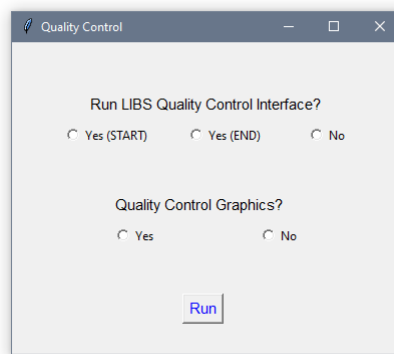 Quality Control
Run LIBS Quality Control Interface?
Yes (START) Yes (END) No
Quality Control Graphics?
Yes No
Run